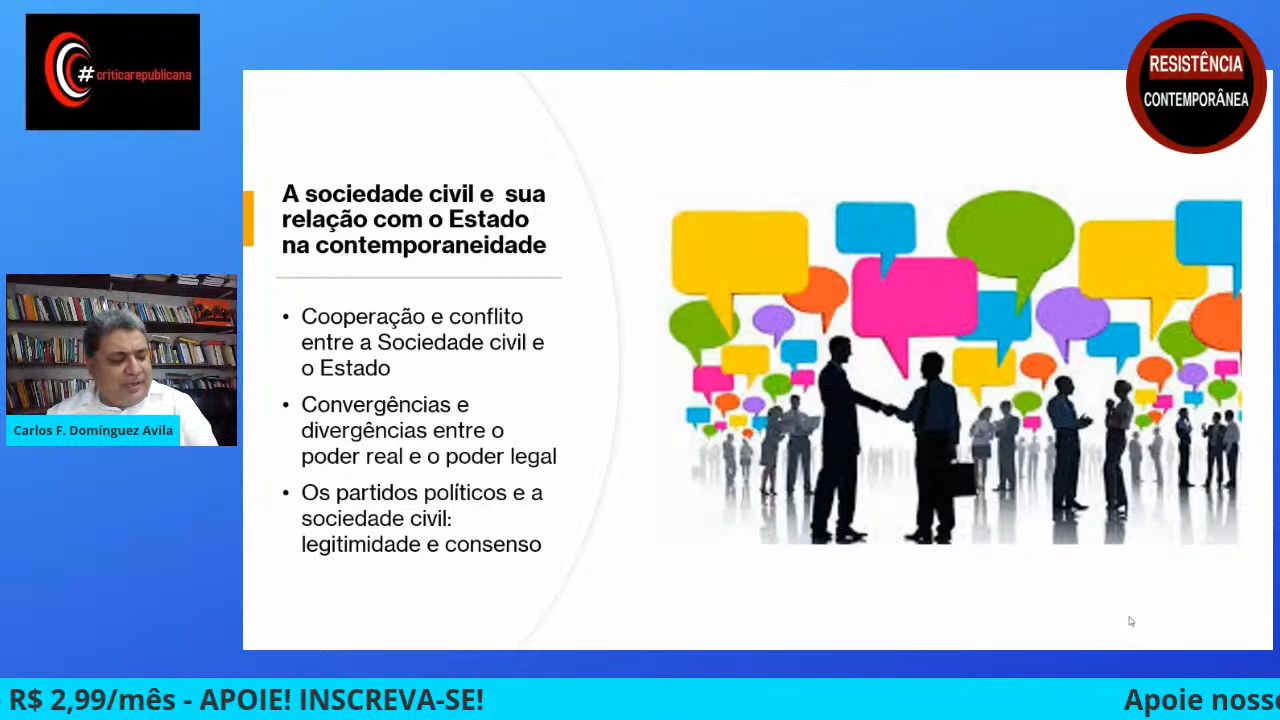 #criticarepublicana
RESISTÊNCIA
CONTEMPORÂNEA
A sociedade civil e sua
relação com o Estado
na contemporaneidade
• Cooperação e conflito
entre a Sociedade civil e
o Estado
• Convergências e
divergências entre o
poder real e o poder legal
• Os partidos políticos e a
sociedade civil:
legitimidade e consenso
Carlos F. Domínguez Avila
R$ 2,99/mês - APOIE! INSCREVA-SE!
Apoie